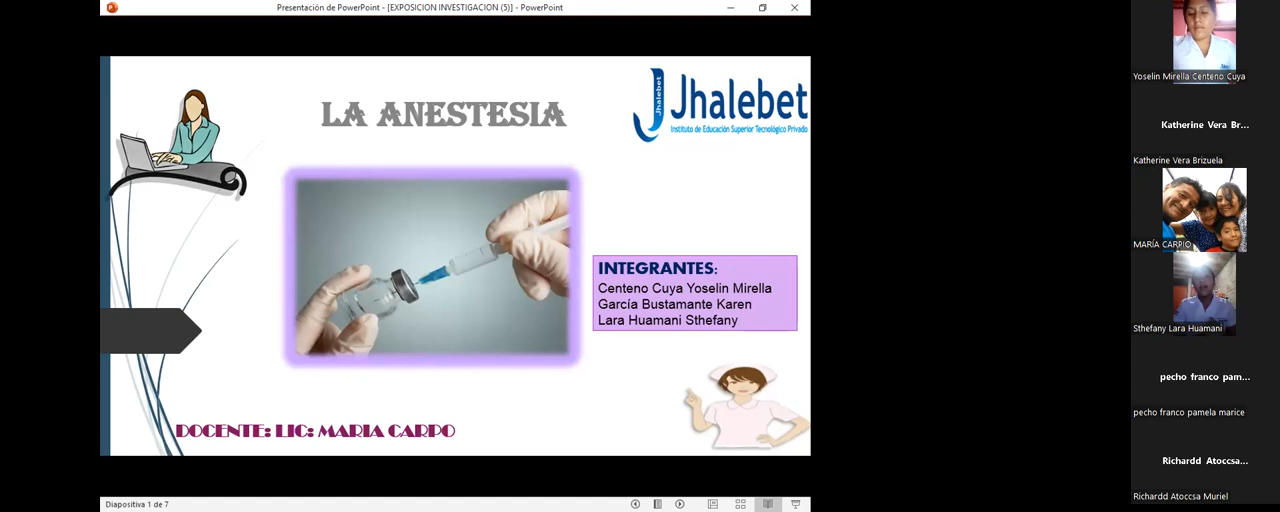 Presentación de PowerPoint - [EXPOSICION INVESTIGACION (5)] - PowerPoint
LA ANESTESIA
Jhalebet
Jhalebet
Instituto de Educación Superior Tecnológico Privado
INTEGRANTES:
Centeno Cuya Yoselin Mirella
García Bustamante Karen
Lara Huamani Sthefany
DOCENTE: LIC: MARIA CARPO
Diapositiva 1 de 7
Yoselin Mirella Centeno Cuya
Katherine Vera Br...
Katherine Vera Brizuela
MARÍA CARPIO
Sthefany Lara Huamani
pecho franco pam...
pecho franco pamela marice
Richardd Atoccsa...
Richardd Atoccsa Muriel